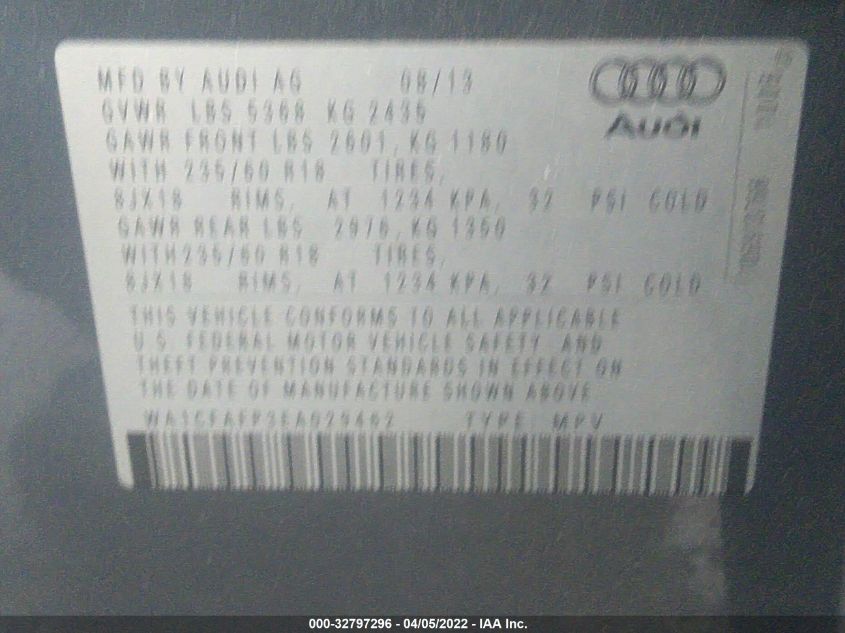 MFD BY AUDI AG 08/13
GVWR LBS 5368 KG 2435
GAWR FRONT LBS 2601, KG 1180
WITH 235/60 R18 TIRES,
8JX18 RIMS, AT 1234 KPA, 32 PSI COLD
GAWR REAR LBS 2976, KG 1350
WITH 235/60 R18 TIRES,
8JX18 RIMS, AT 1234 KPA, 32 PSI COLD
THIS VEHICLE CONFORMS TO ALL APPLICABLE
U.S. FEDERAL MOTOR VEHICLE SAFETY AND
THEFT PREVENTION STANDARDS IN EFFECT ON
THE DATE OF MANUFACTURE SHOWN ABOVE
WA1CFAFP3EA029462 TYPE: MPV
Audi
000-32797296 - 04/05/2022 - IAA Inc.